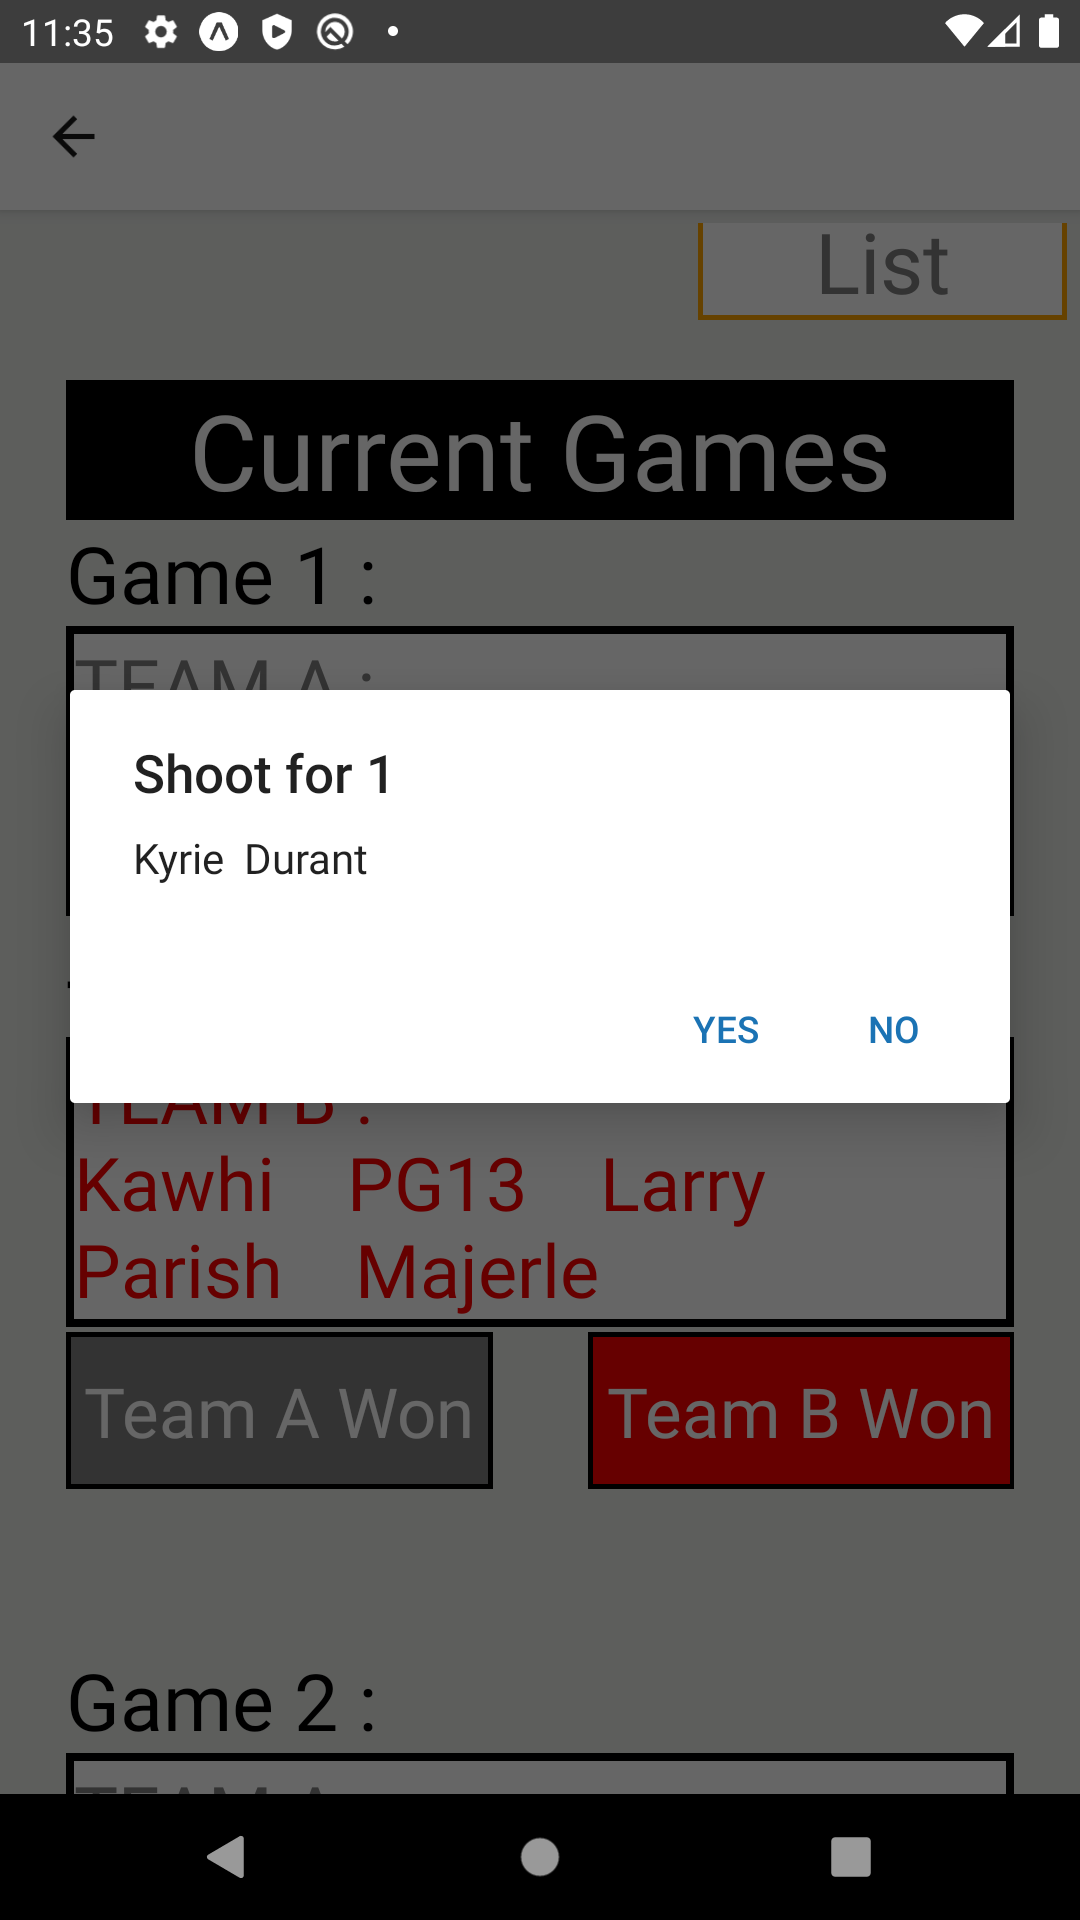 11:35
List
Current Games
Game 1 :
TEAM A :
Shoot for 1
Kyrie  Durant
YES NO
TEAM B :
Kawhi PG13 Larry
Parish Majerle
Team A Won Team B Won
Game 2 :
TEAM A